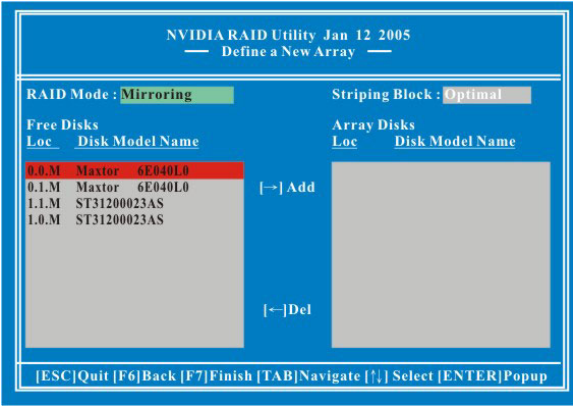 NVIDIA RAID Utility Jan 12 2005
Define a New Array
RAID Mode : Mirroring
Striping Block : Optimal
Free Disks
Loc Disk Model Name
Array Disks
Loc Disk Model Name
0.0.M Maxtor 6E040L0
0.1.M Maxtor 6E040L0
1.1.M ST31200023AS
1.0.M ST31200023AS
[→] Add
[←]Del
[ESC]Quit [F6]Back [F7]Finish [TAB]Navigate [↑↓] Select [ENTER]Popup